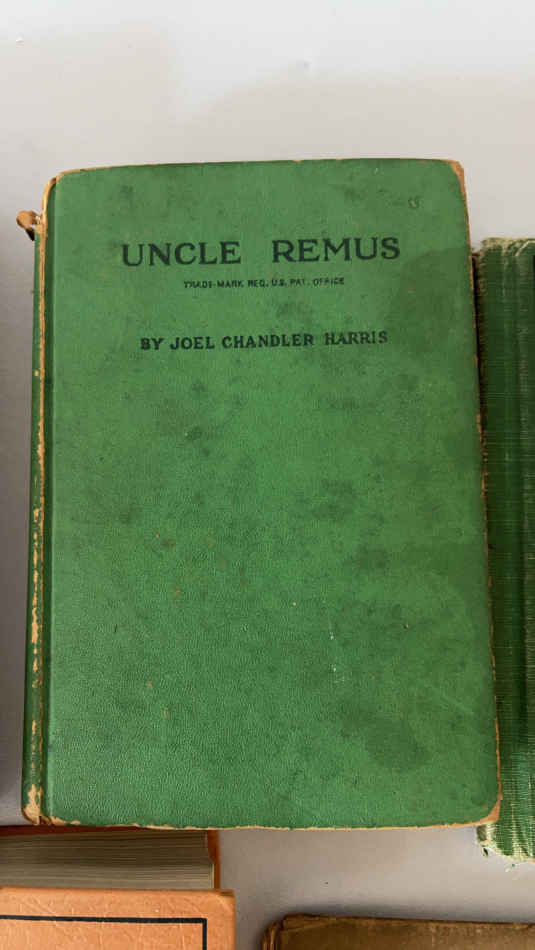 UNCLE REMUS
TRADE-MARK REG. U.S. PAT. OFFICE
BY JOEL CHANDLER HARRIS